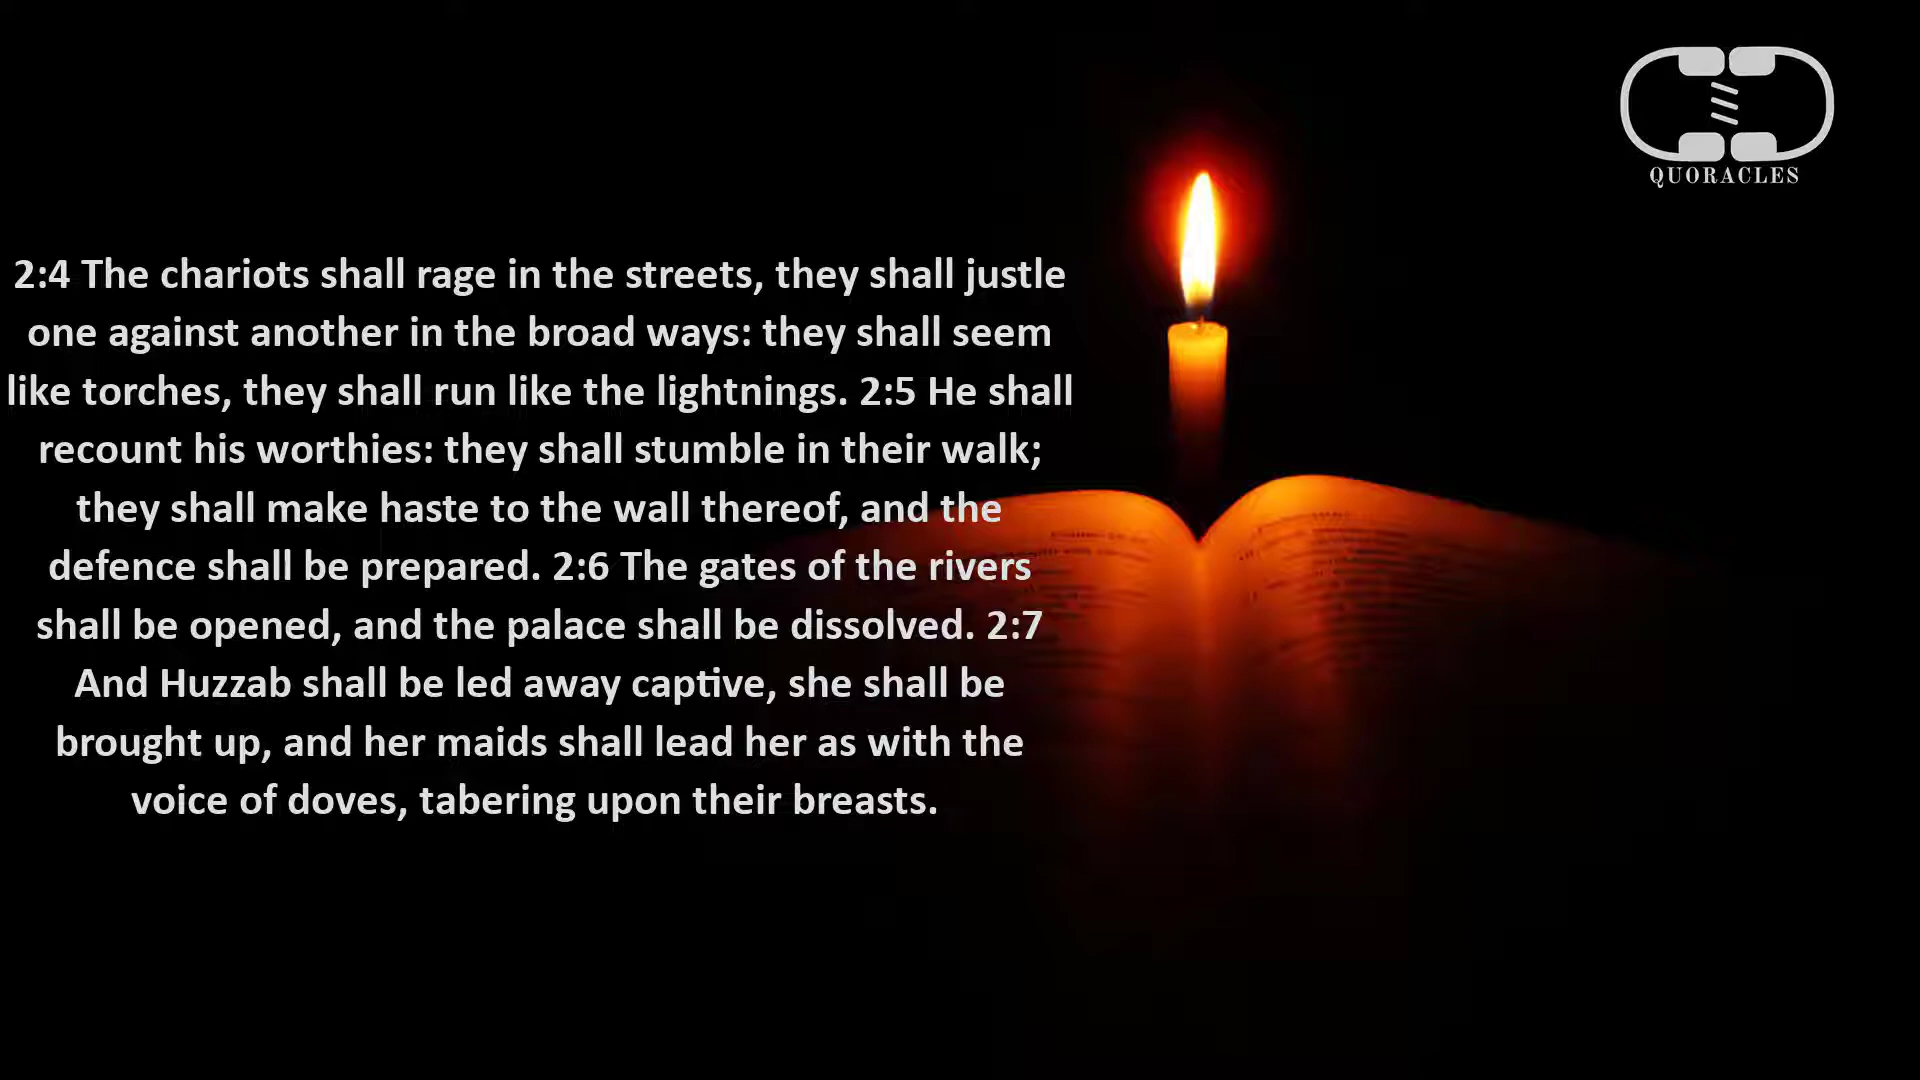 QUORACLES
2:4 The chariots shall rage in the streets, they shall justle
one against another in the broad ways: they shall seem
like torches, they shall run like the lightnings. 2:5 He shall
recount his worthies: they shall stumble in their walk;
they shall make haste to the wall thereof, and the
defence shall be prepared. 2:6 The gates of the rivers
shall be opened, and the palace shall be dissolved. 2:7
And Huzzab shall be led away captive, she shall be
brought up, and her maids shall lead her as with the
voice of doves, tabering upon their breasts.